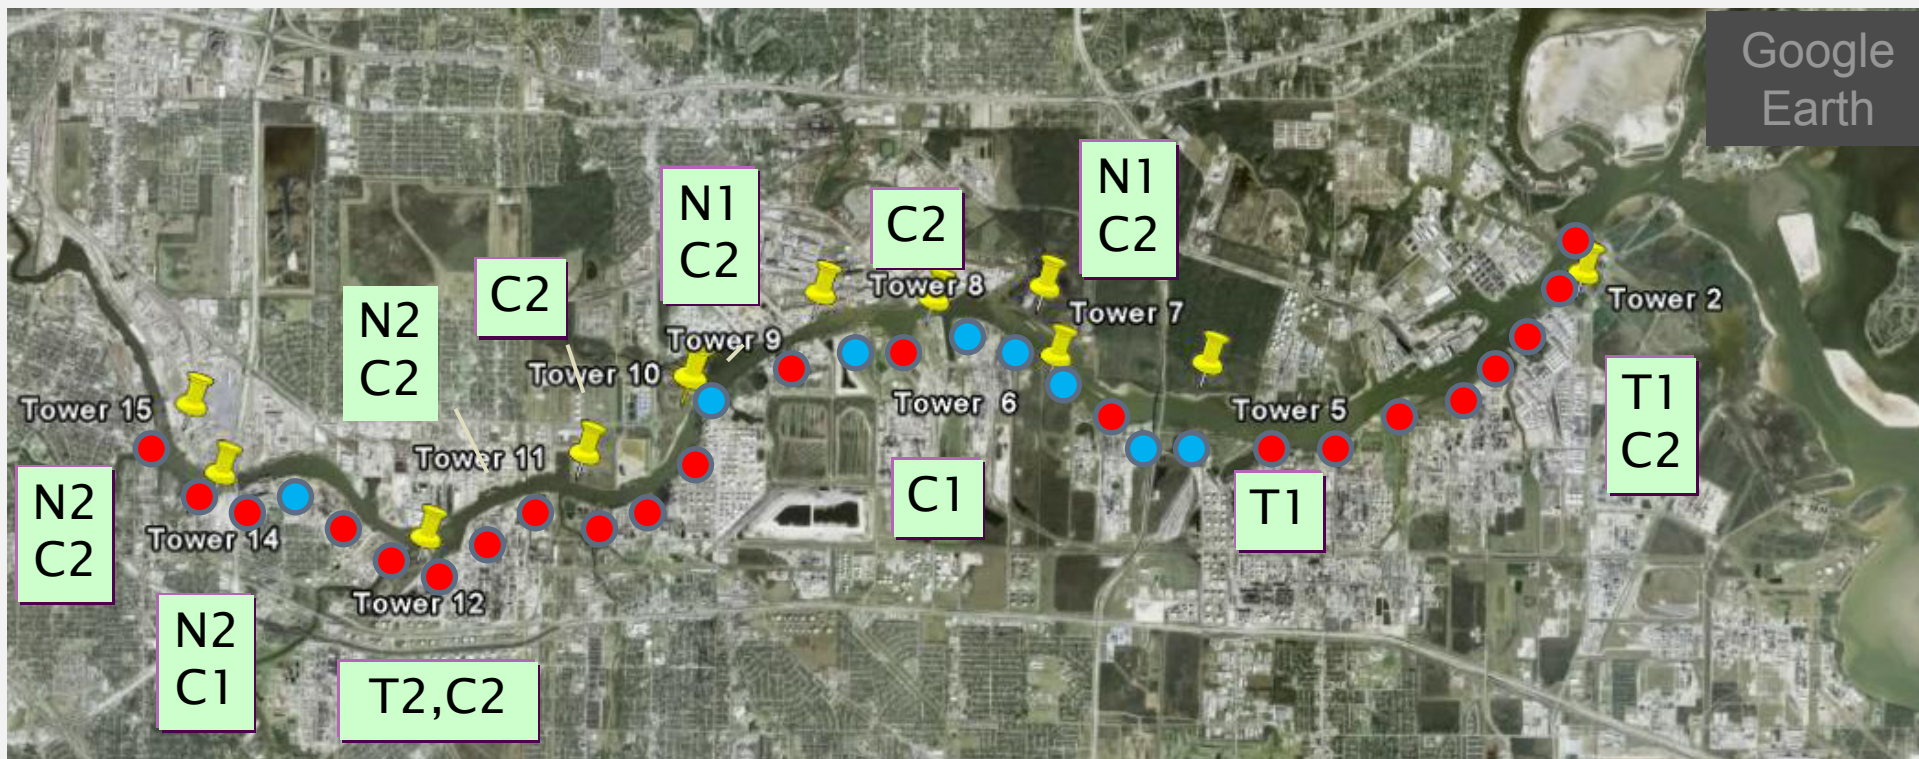 Google
Earth
N1
C2
N1
C2
C2
C2
Tower 8
Tower 2
Tower 7
N2
C2
Tower 9
Tower 10
T1
C2
Tower 15
Tower 6
Tower 5
Tower 11
N2
C2
C1
T1
Tower 14
Tower 12
N2
C1
T2,C2